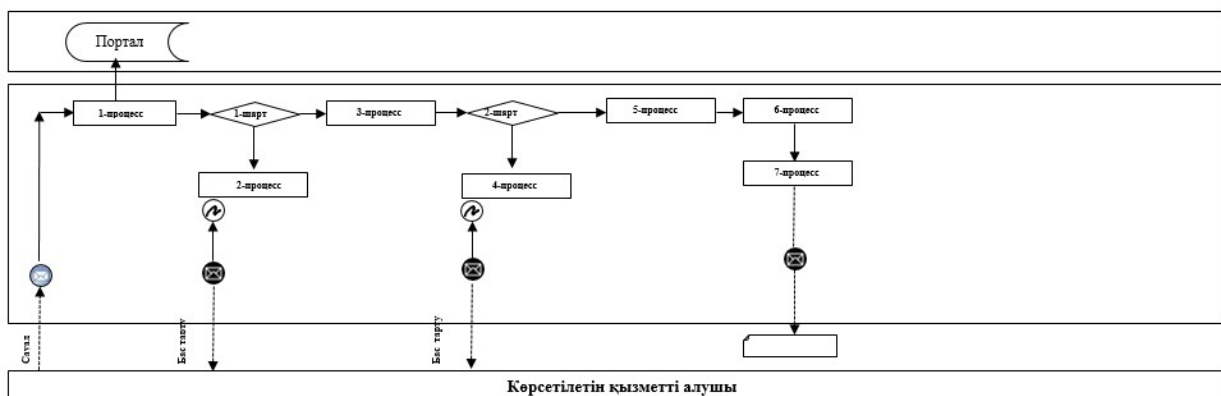 Портал
1-процесс
1-шарт
3-процесс
2-шарт
5-процесс
6-процесс
2-процесс
4-процесс
7-процесс
Сауал
Бас тарту
Бас тарту
Көрсетілетін қызметті алушы